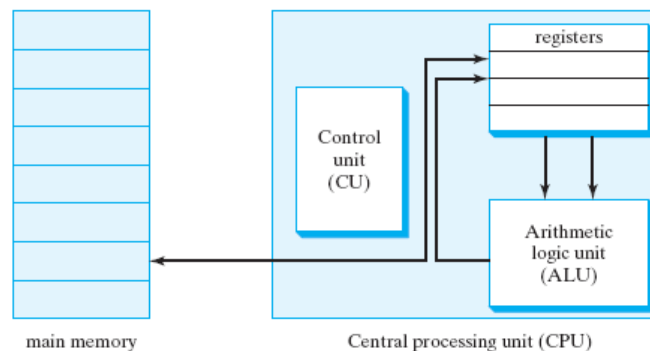 registers
Control
unit
(CU)
Arithmetic
logic unit
(ALU)
main memory
Central processing unit (CPU)